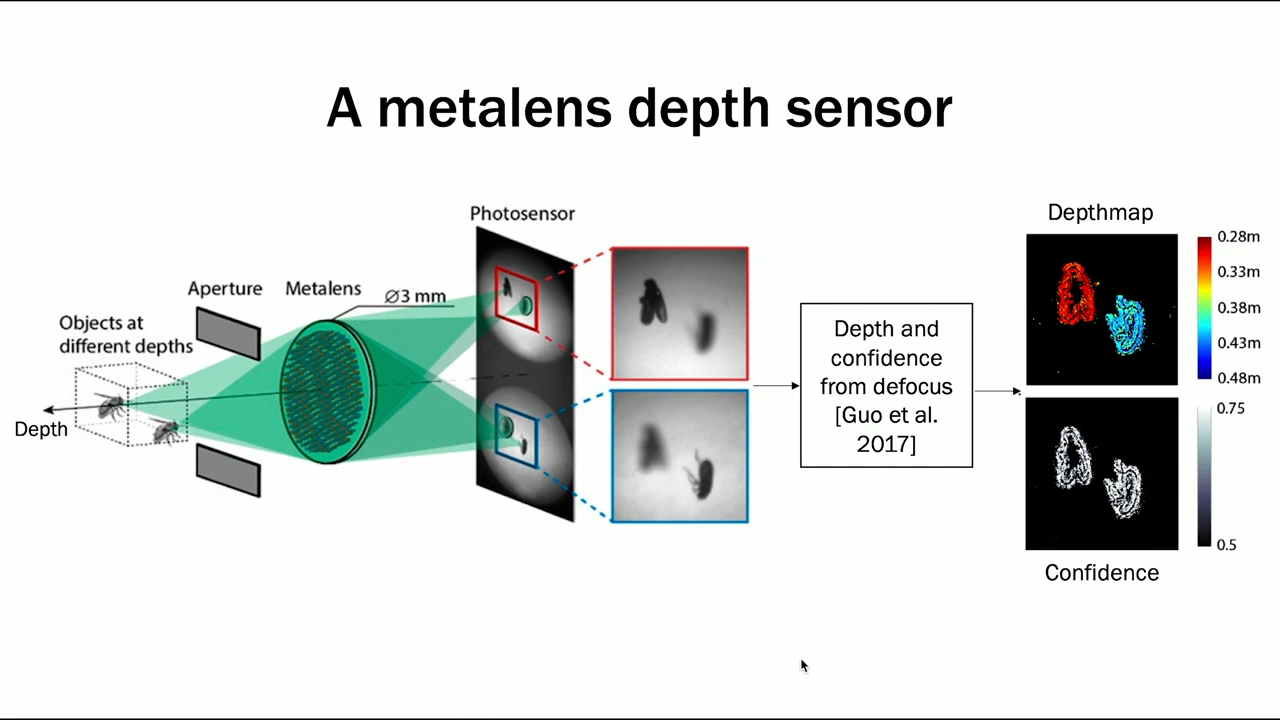 A metalens depth sensor
Photosensor
Aperture
Metalens
∅3 mm
Objects at
different depths
Depth
Depth and
confidence
from defocus
[Guo et al.
2017]
Depthmap
0.28m
0.33m
0.38m
0.43m
0.48m
0.75
0.5
Confidence